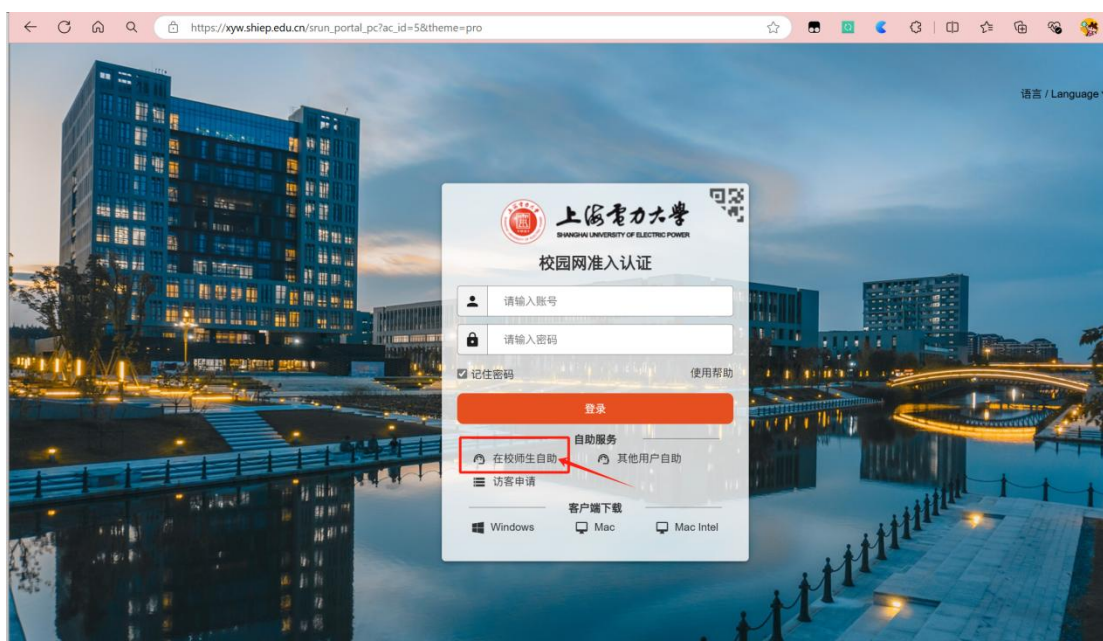 https://xyw.shiep.edu.cn/srun_portal_pc?ac_id=5&theme=pro
语言 / Language
上海電力大學
SHANGHAI UNIVERSITY OF ELECTRIC POWER
校园网准入认证
请输入账号
请输入密码
记住密码 使用帮助
登录
自助服务
在校师生自助 其他用户自助
访客申请
客户端下载
Windows Mac Mac Intel